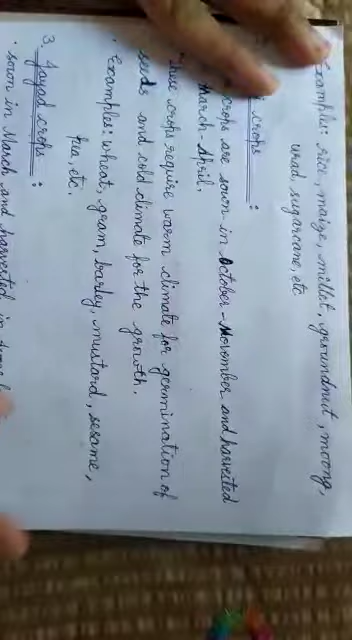 Example: rice, maize, millet, groundnut, moong,
urad sugarcane, etc
crops :
crops are sown in October - November and harvested
March - April.
These crops require warm climate for germination of
seeds and cold climate for the growth.
· Examples: wheat, gram, barley, mustard, sesame,
pea, etc.
3. Zayad crops :
· sown in March and harvested in